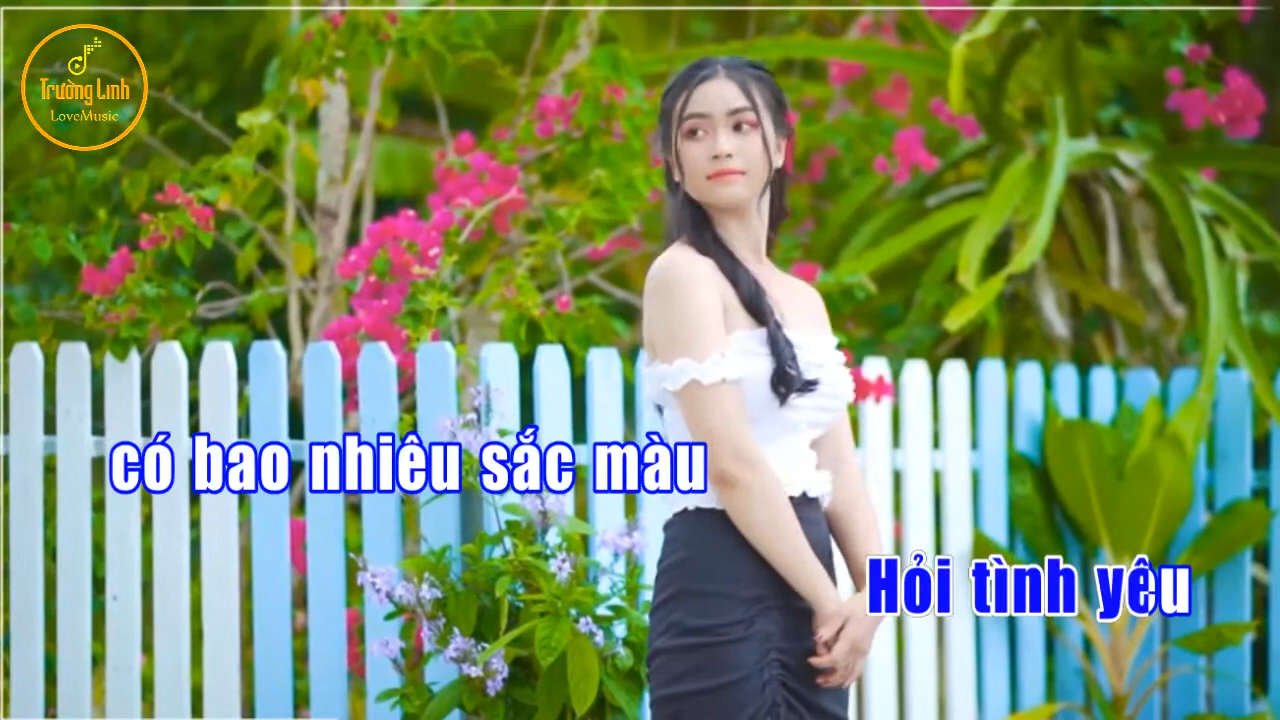 Trường Linh
LoveMusic
có bao nhiêu sắc màu
Hỏi tình yêu